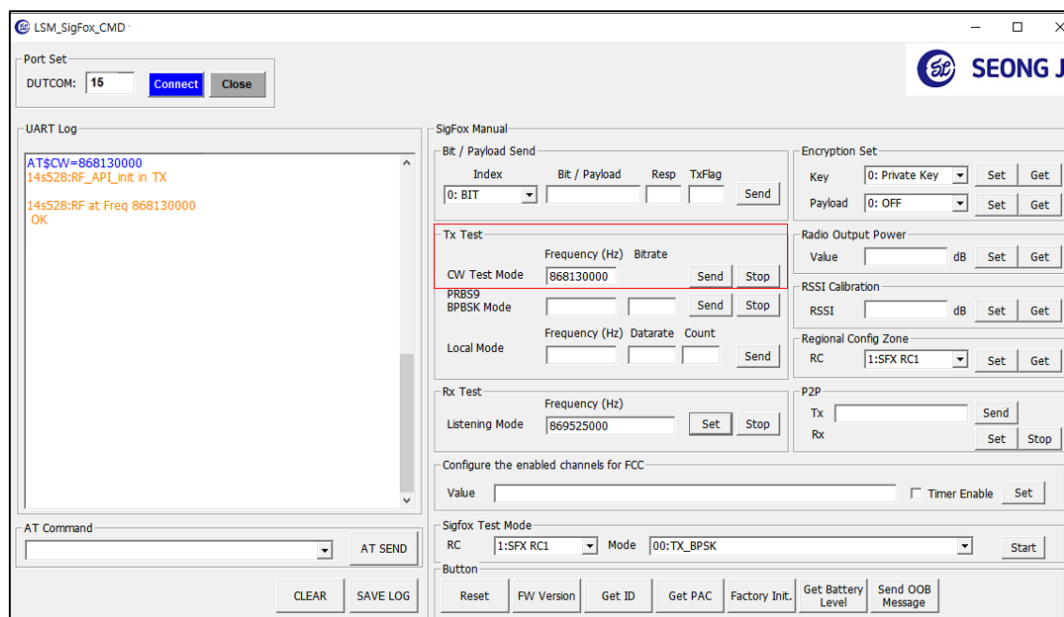 LSM_SigFox_CMD
Port Set
DUTCOM: 15 Connect Close
SEONG J
UART Log
AT$CW=868130000
14s528:RF_API_init in TX
14s528:RF at Freq 868130000
OK
AT Command
AT SEND
CLEAR SAVE LOG
SigFox Manual
Bit / Payload Send
Index Bit / Payload Resp TxFlag
0: BIT Send
Tx Test
Frequency (Hz) Bitrate
CW Test Mode 868130000 Send Stop
PRBS9
BPBSK Mode Send Stop
Frequency (Hz) Datarate Count
Local Mode Send
Rx Test
Frequency (Hz)
Listening Mode 869525000 Set Stop
Encryption Set
Key 0: Private Key Set Get
Payload 0: OFF Set Get
Radio Output Power
Value dB Set Get
RSSI Calibration
RSSI dB Set Get
Regional Config Zone
RC 1:SFX RC1 Set Get
P2P
Tx Send
Rx Set Stop
Configure the enabled channels for FCC
Value Timer Enable Set
Sigfox Test Mode
RC 1:SFX RC1 Mode 00:TX_BPSK Start
Button
Reset FW Version Get ID Get PAC Factory Init. Get Battery Level Send OOB Message